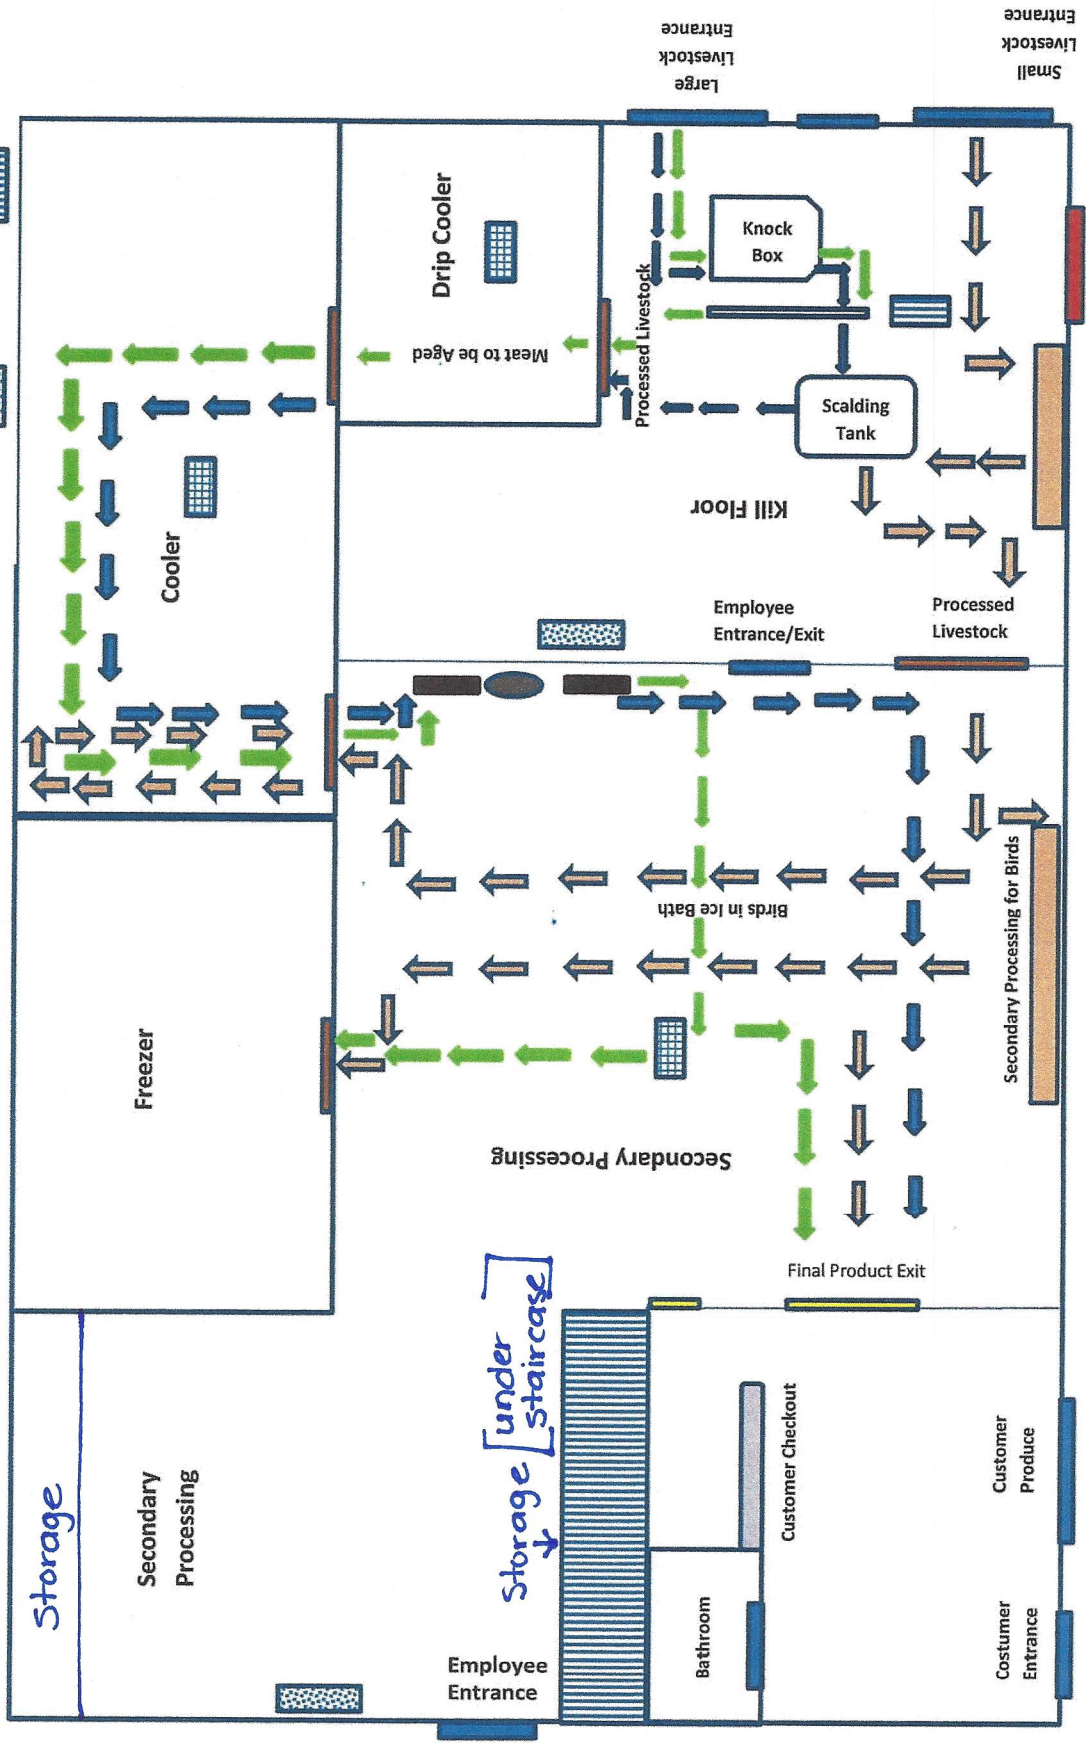 Large
Livestock
Entrance
Small
Livestock
Entrance
Drip Cooler
Knock
Box
Processed Livestock
Meat to be Aged
Scalding
Tank
Kill Floor
Cooler
Employee
Entrance/Exit
Processed
Livestock
Birds in Ice Bath
Secondary Processing for Birds
Freezer
Secondary Processing
Final Product Exit
Storage
Secondary
Processing
Storage [under
staircase]
Customer Checkout
Customer
Produce
Bathroom
Costumer
Entrance
Employee
Entrance